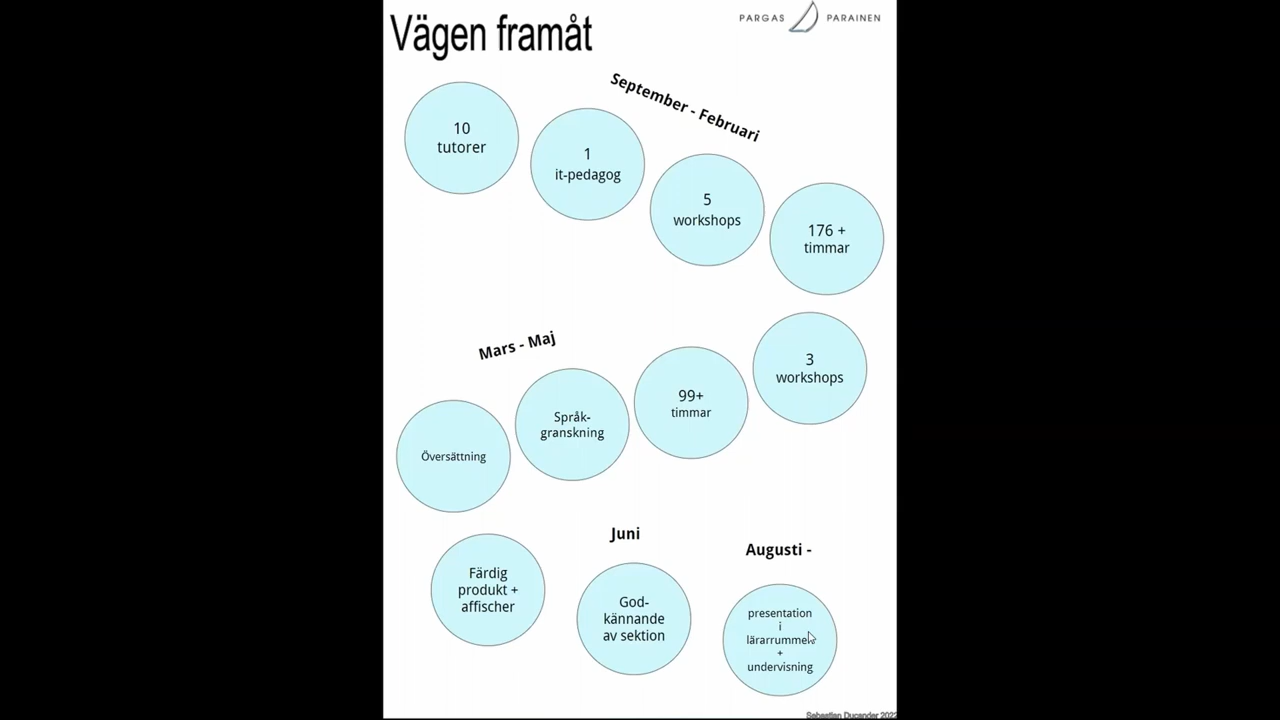 Vägen framåt
PARGAS PARAINEN
September - Februari
10
tutorer
1
it-pedagog
5
workshops
176 +
timmar
Mars - Maj
3
workshops
99+
timmar
Språk-
granskning
Översättning
Färdig
produkt +
affischer
Juni
God-
kännande
av sektion
Augusti -
presentation
i
lärarrummen
+
undervisning
Sebastian Ducander 2022